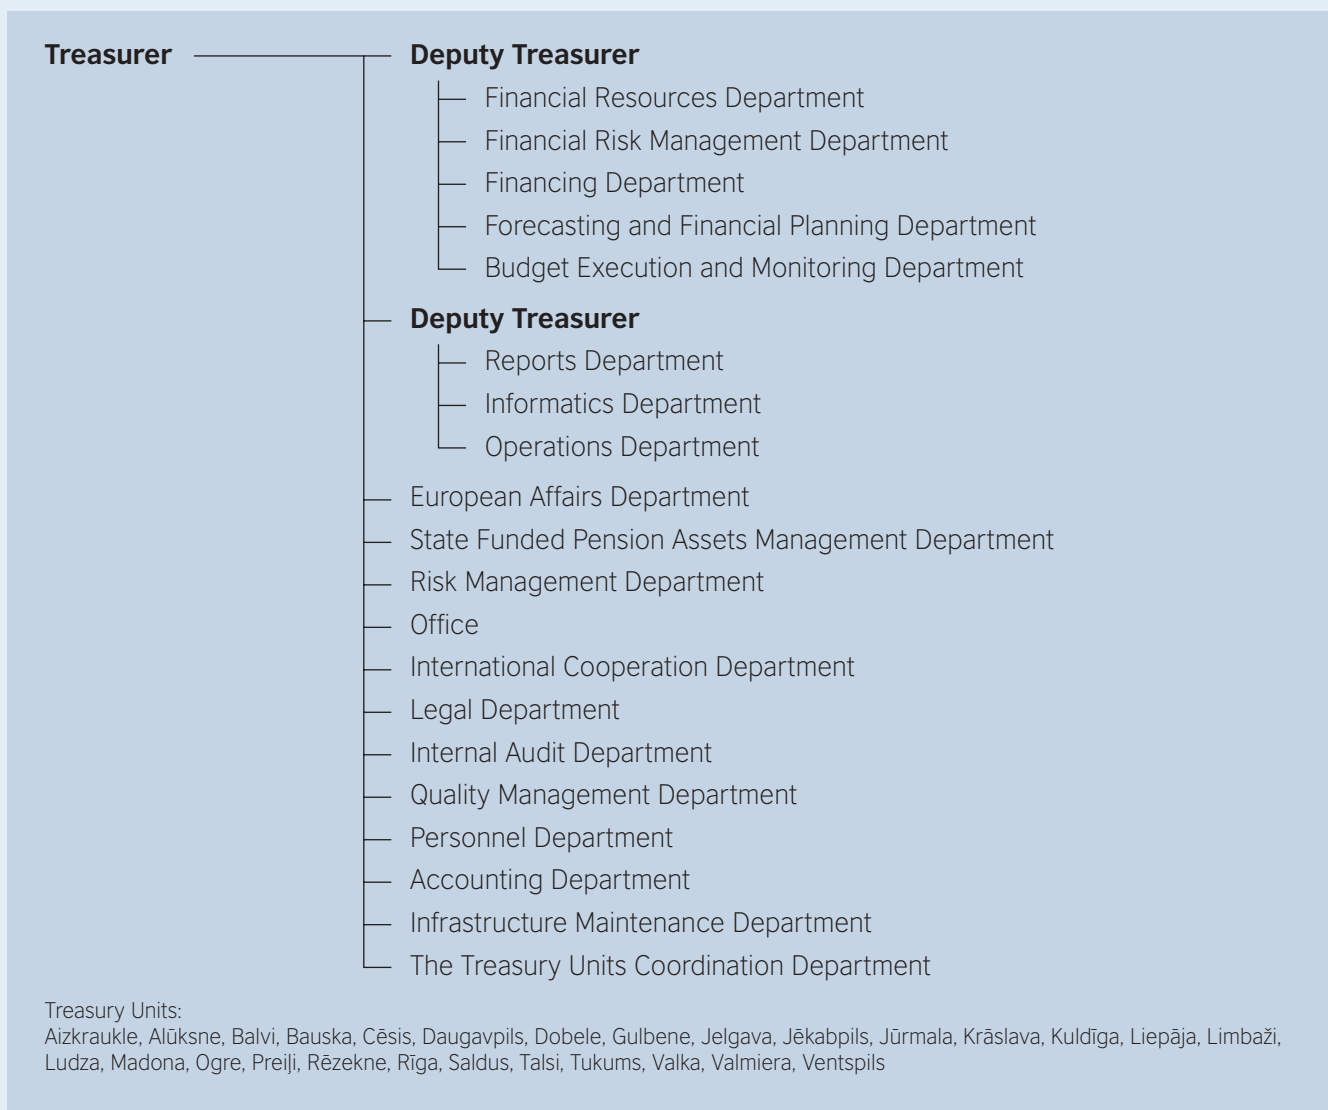 Treasurer
Deputy Treasurer
Financial Resources Department
Financial Risk Management Department
Financing Department
Forecasting and Financial Planning Department
Budget Execution and Monitoring Department
Deputy Treasurer
Reports Department
Informatics Department
Operations Department
European Affairs Department
State Funded Pension Assets Management Department
Risk Management Department
Office
International Cooperation Department
Legal Department
Internal Audit Department
Quality Management Department
Personnel Department
Accounting Department
Infrastructure Maintenance Department
The Treasury Units Coordination Department
Treasury Units:
Aizkraukle, Alūksne, Balvi, Bauska, Cēsis, Daugavpils, Dobele, Gulbene, Jelgava, Jēkabpils, Jūrmala, Krāslava, Kuldīga, Liepāja, Limbaži,
Ludza, Madona, Ogre, Preiļi, Rēzekne, Rīga, Saldus, Talsi, Tukums, Valka, Valmiera, Ventspils